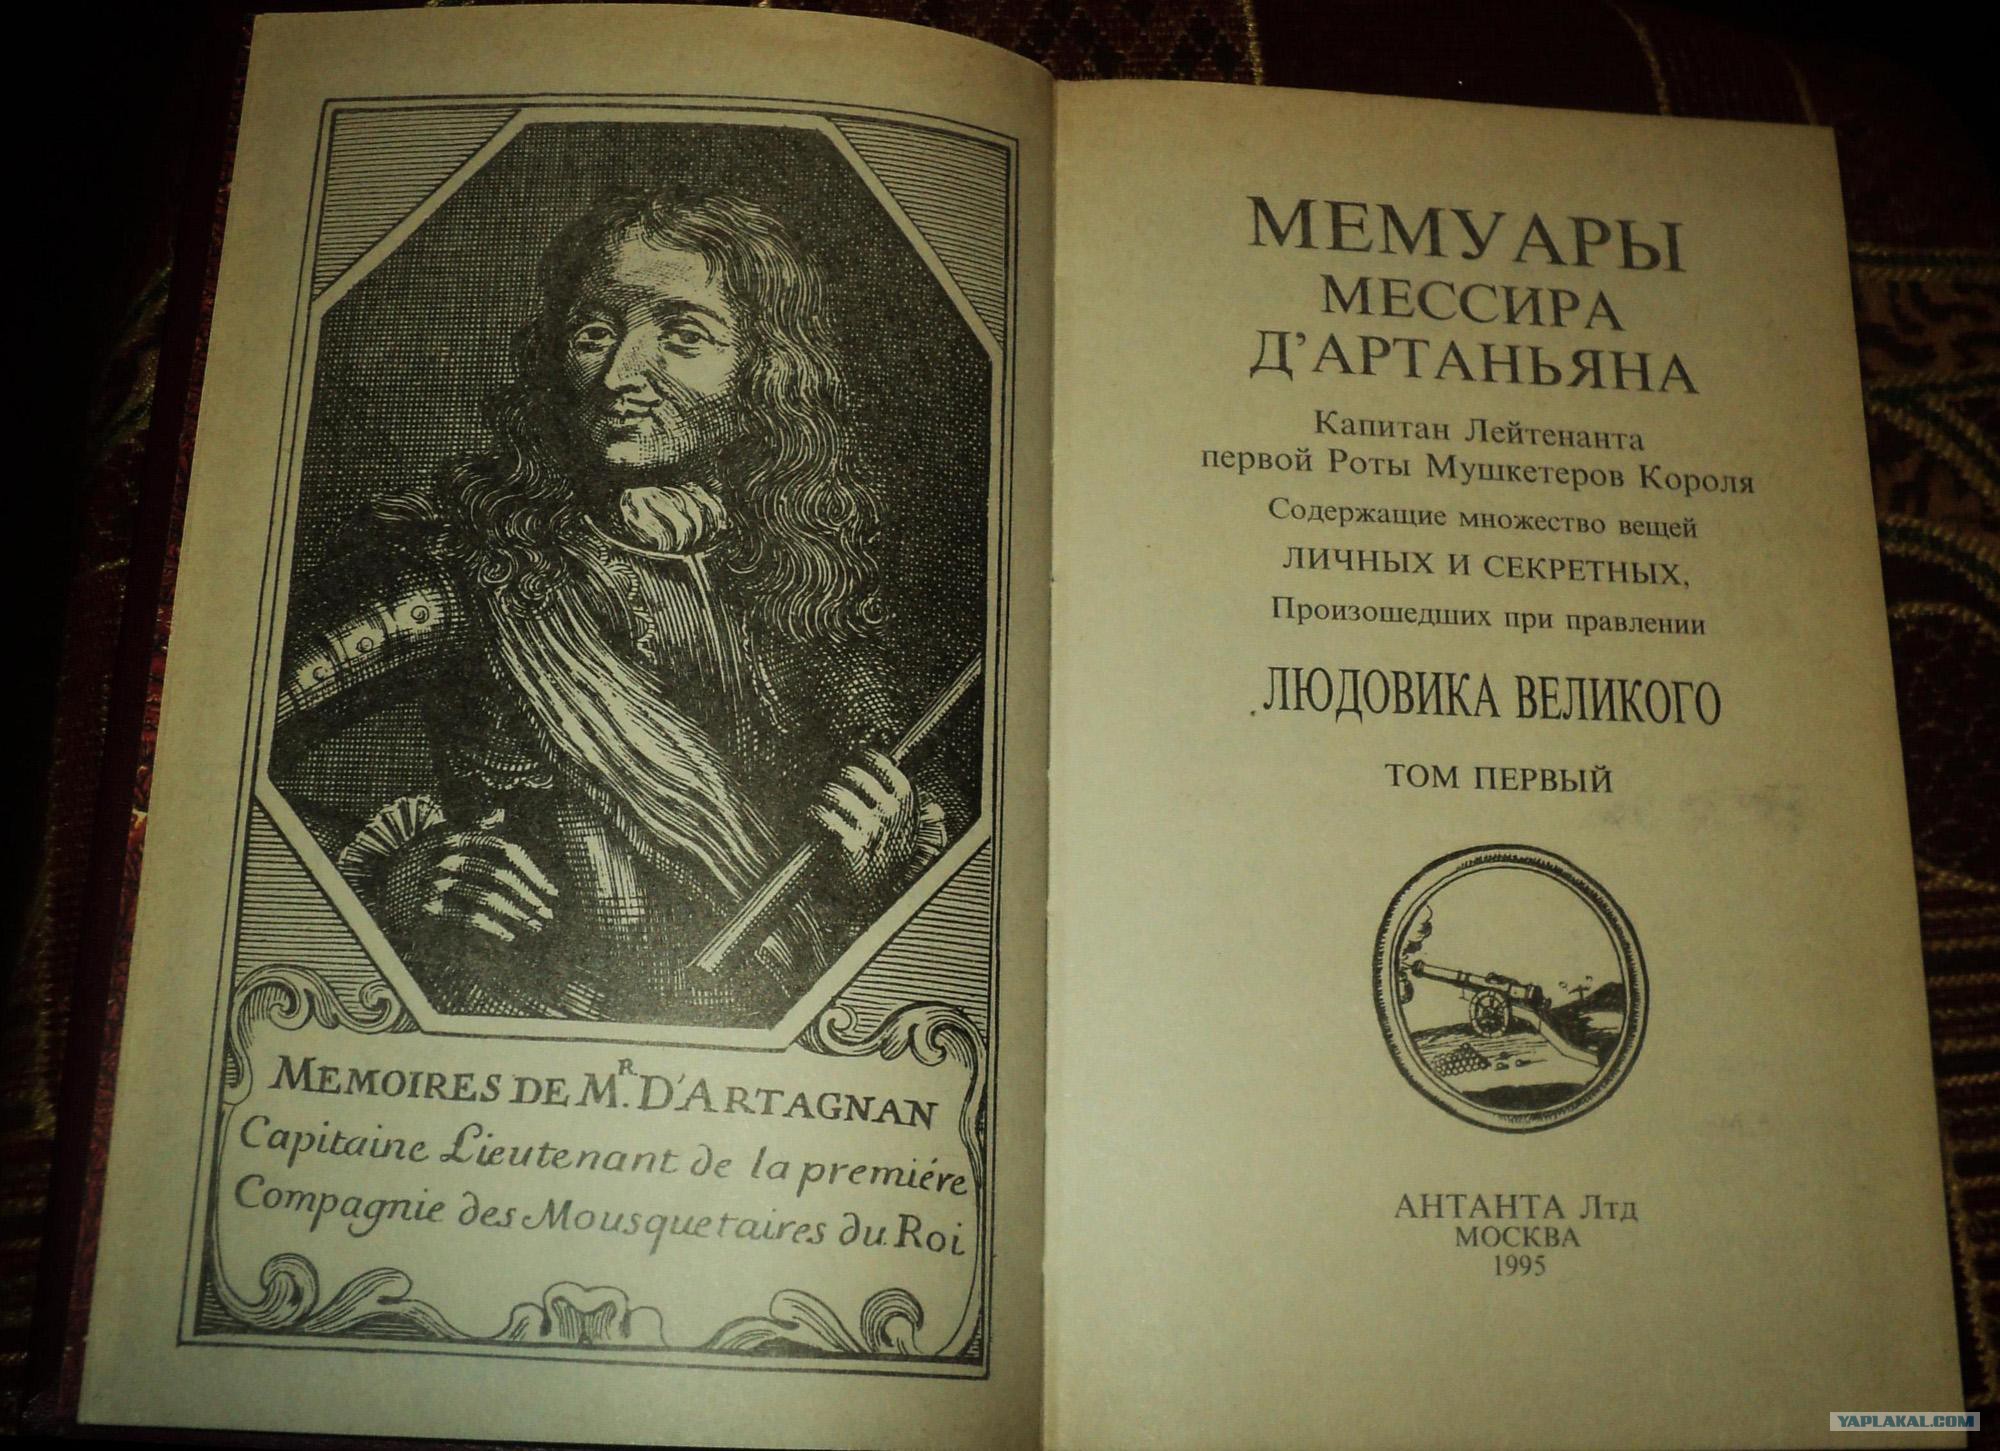 MEMOIRES DE MR. D'ARTAGNAN
Capitaine Lieutenant de la premiére
Compagnie des Mousquetaires du Roi
МЕМУАРЫ
МЕССИРА
Д'АРТАНЬЯНА
Капитан Лейтенанта
первой Роты Мушкетеров Короля
Содержащие множество вещей
ЛИЧНЫХ И СЕКРЕТНЫХ,
Произошедших при правлении
ЛЮДОВИКА ВЕЛИКОГО
ТОМ ПЕРВЫЙ
АНТАНТА Лтд
МОСКВА
1995
YAPLAKAL.COM